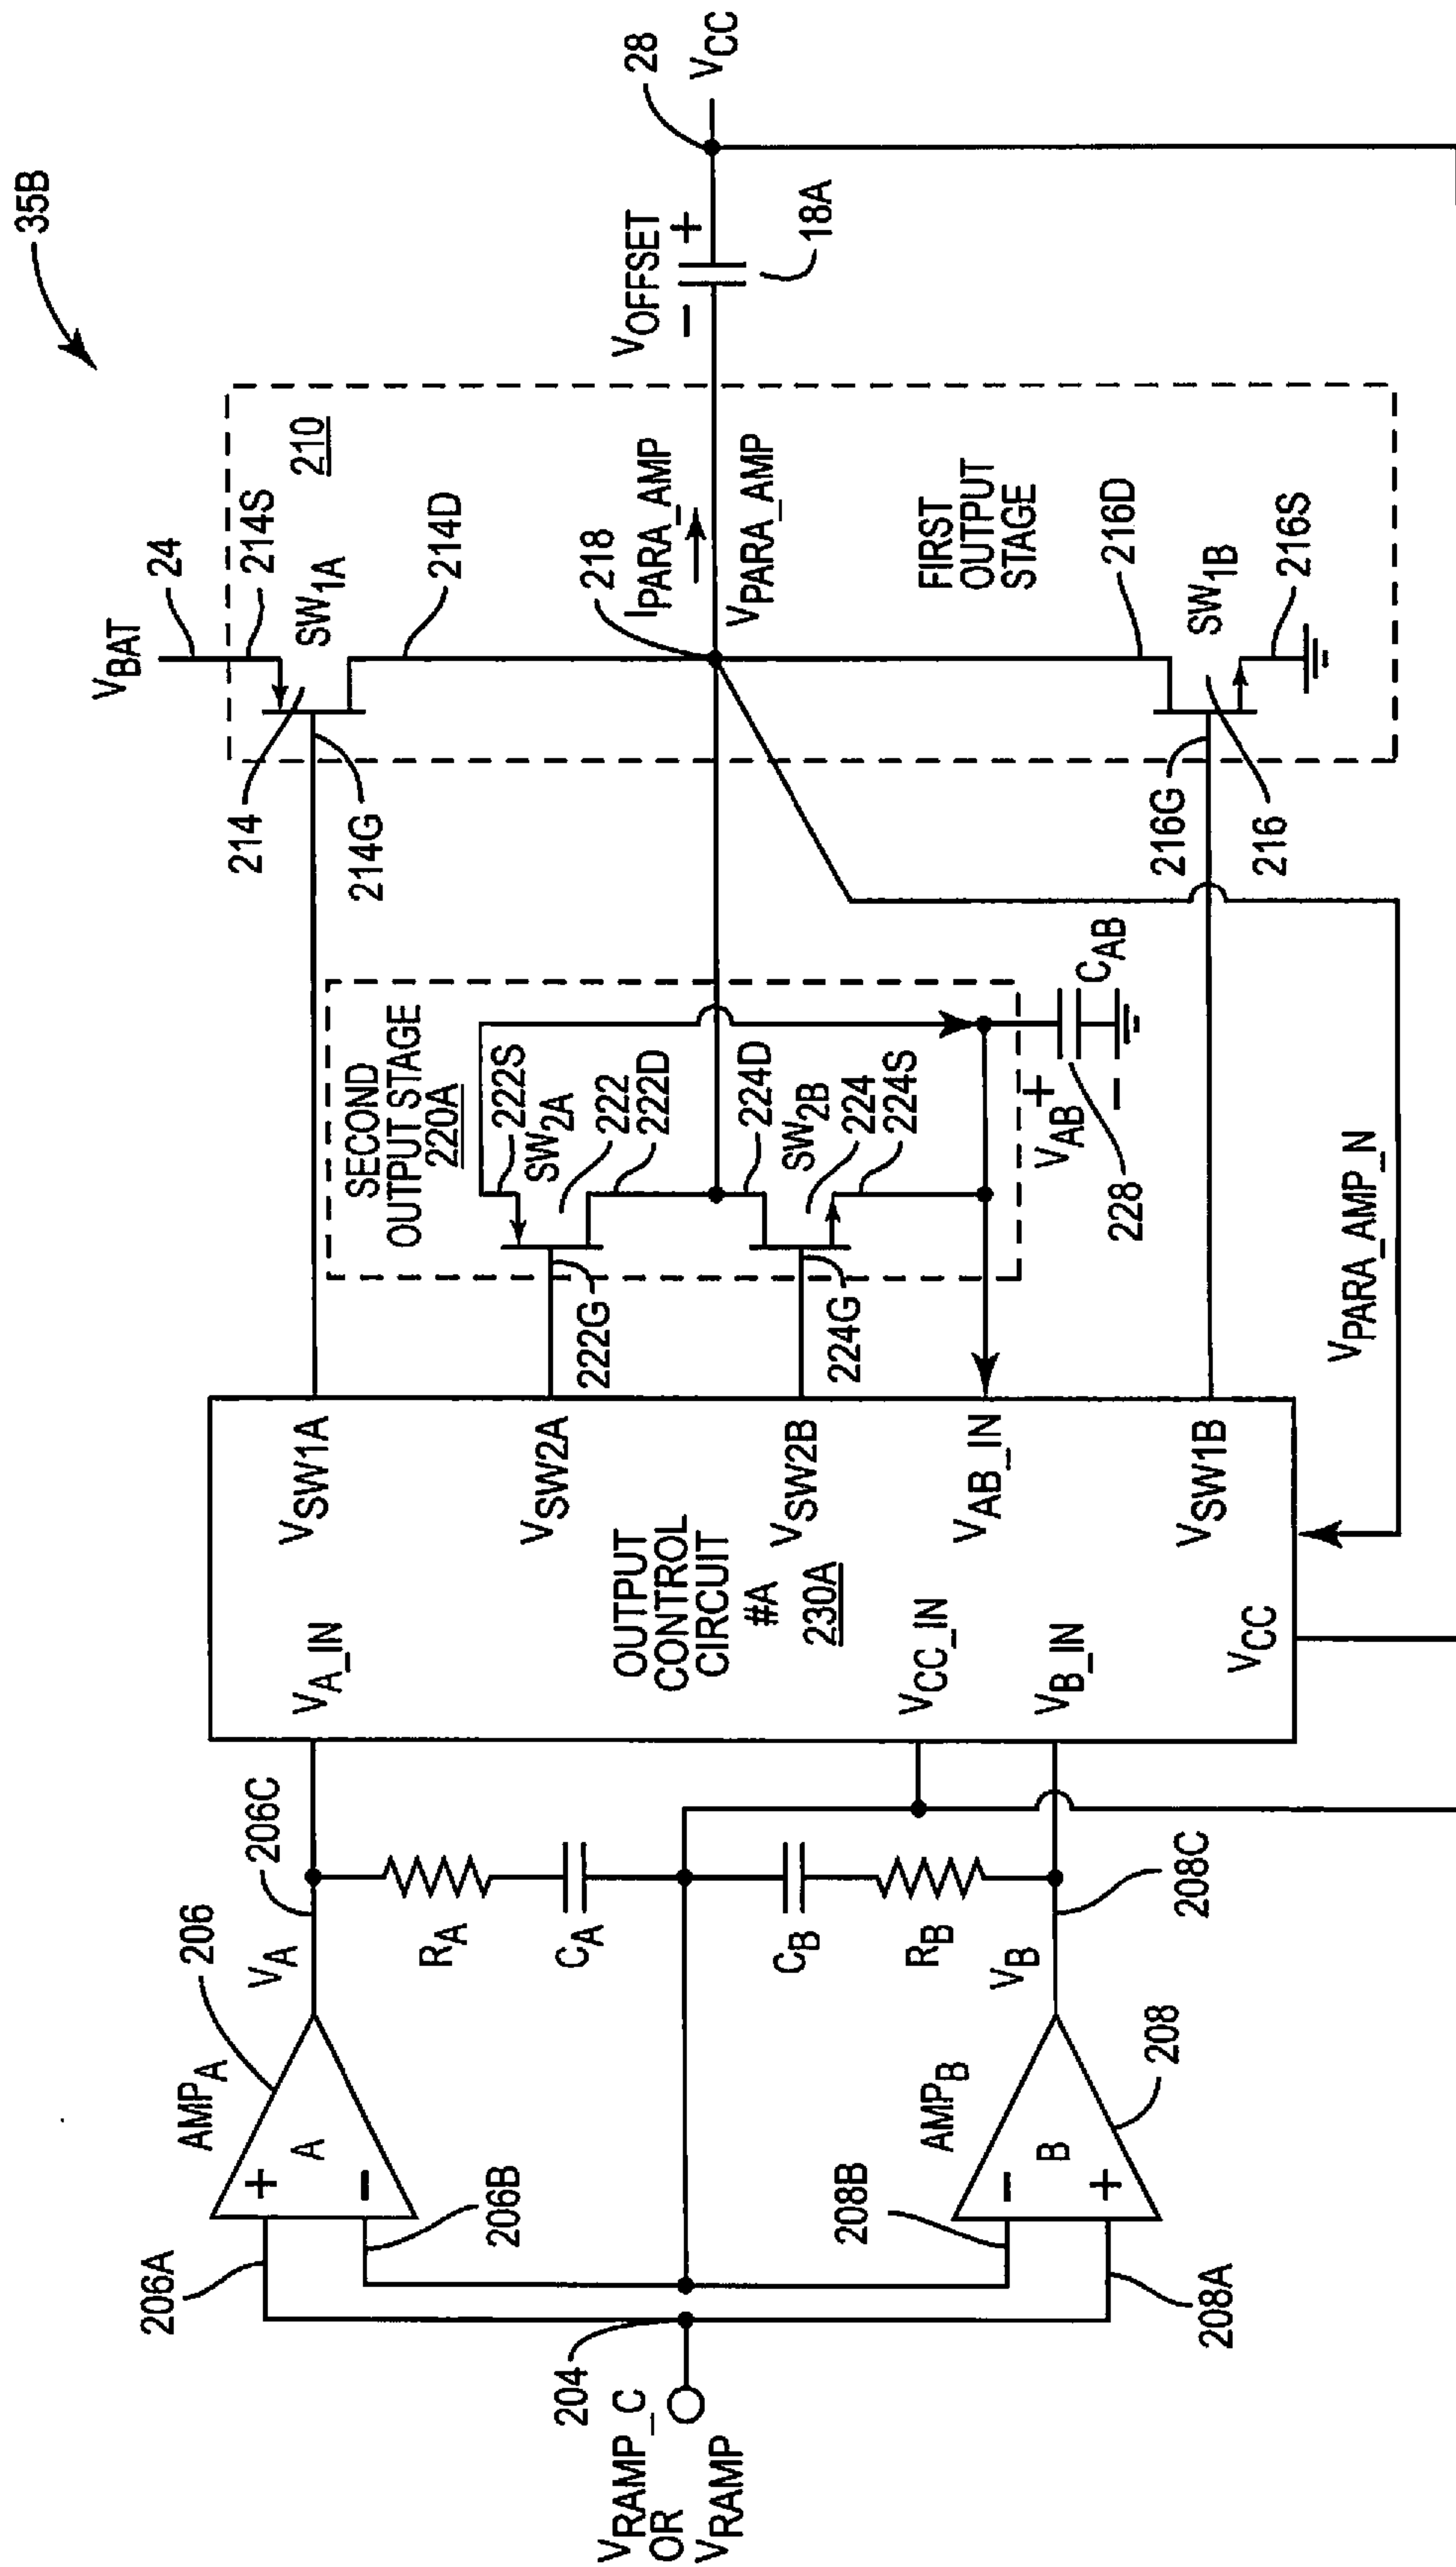 35B
V_BAT
24
214S
210
SW_1A
214
214G
214D
218
I_PARA_AMP
V_PARA_AMP
V_OFFSET
− +
18A
28
V_CC
FIRST
OUTPUT
STAGE
216D
SW_1B
216S
216G
216
SECOND
OUTPUT STAGE
220A
222S
SW_2A
222
222D
222G
224D
SW_2B
224
224S
224G
+
V_AB
−
228
C_AB
V_PARA_AMP_N
V_A_IN
V_SW1A
V_SW2A
OUTPUT
CONTROL
CIRCUIT
#A
230A
V_SW2B
V_CC_IN
V_AB_IN
V_B_IN
V_SW1B
V_CC
206
AMP_A
V_A
206C
+
A
−
206A
206B
R_A
C_A
C_B
R_B
V_B
208C
AMP_B
208
−
B
+
208B
208A
204
V_RAMP_C
OR
V_RAMP